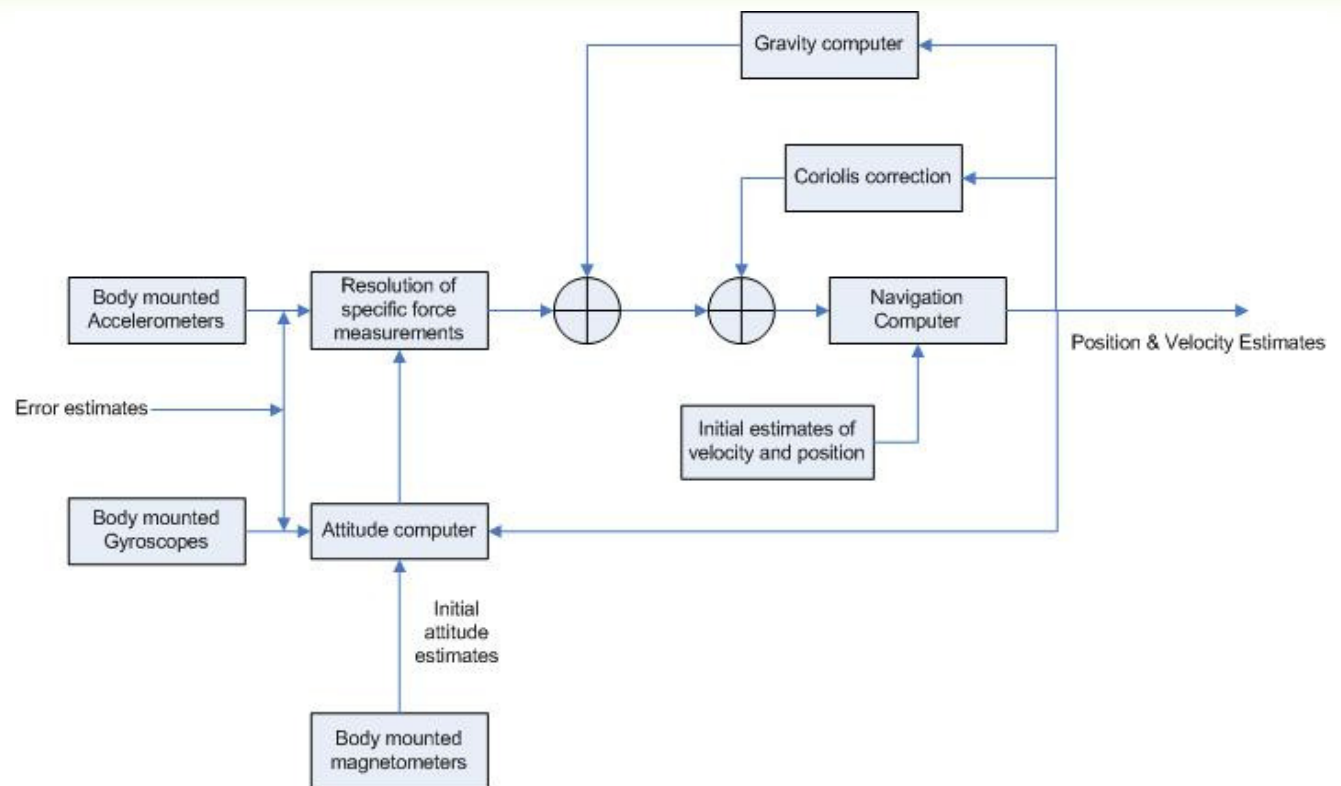 Gravity computer
Coriolis correction
Body mounted
Accelerometers
Resolution of
specific force
measurements
Navigation
Computer
Position & Velocity Estimates
Error estimates
Initial estimates of
velocity and position
Body mounted
Gyroscopes
Attitude computer
Initial
attitude
estimates
Body mounted
magnetometers